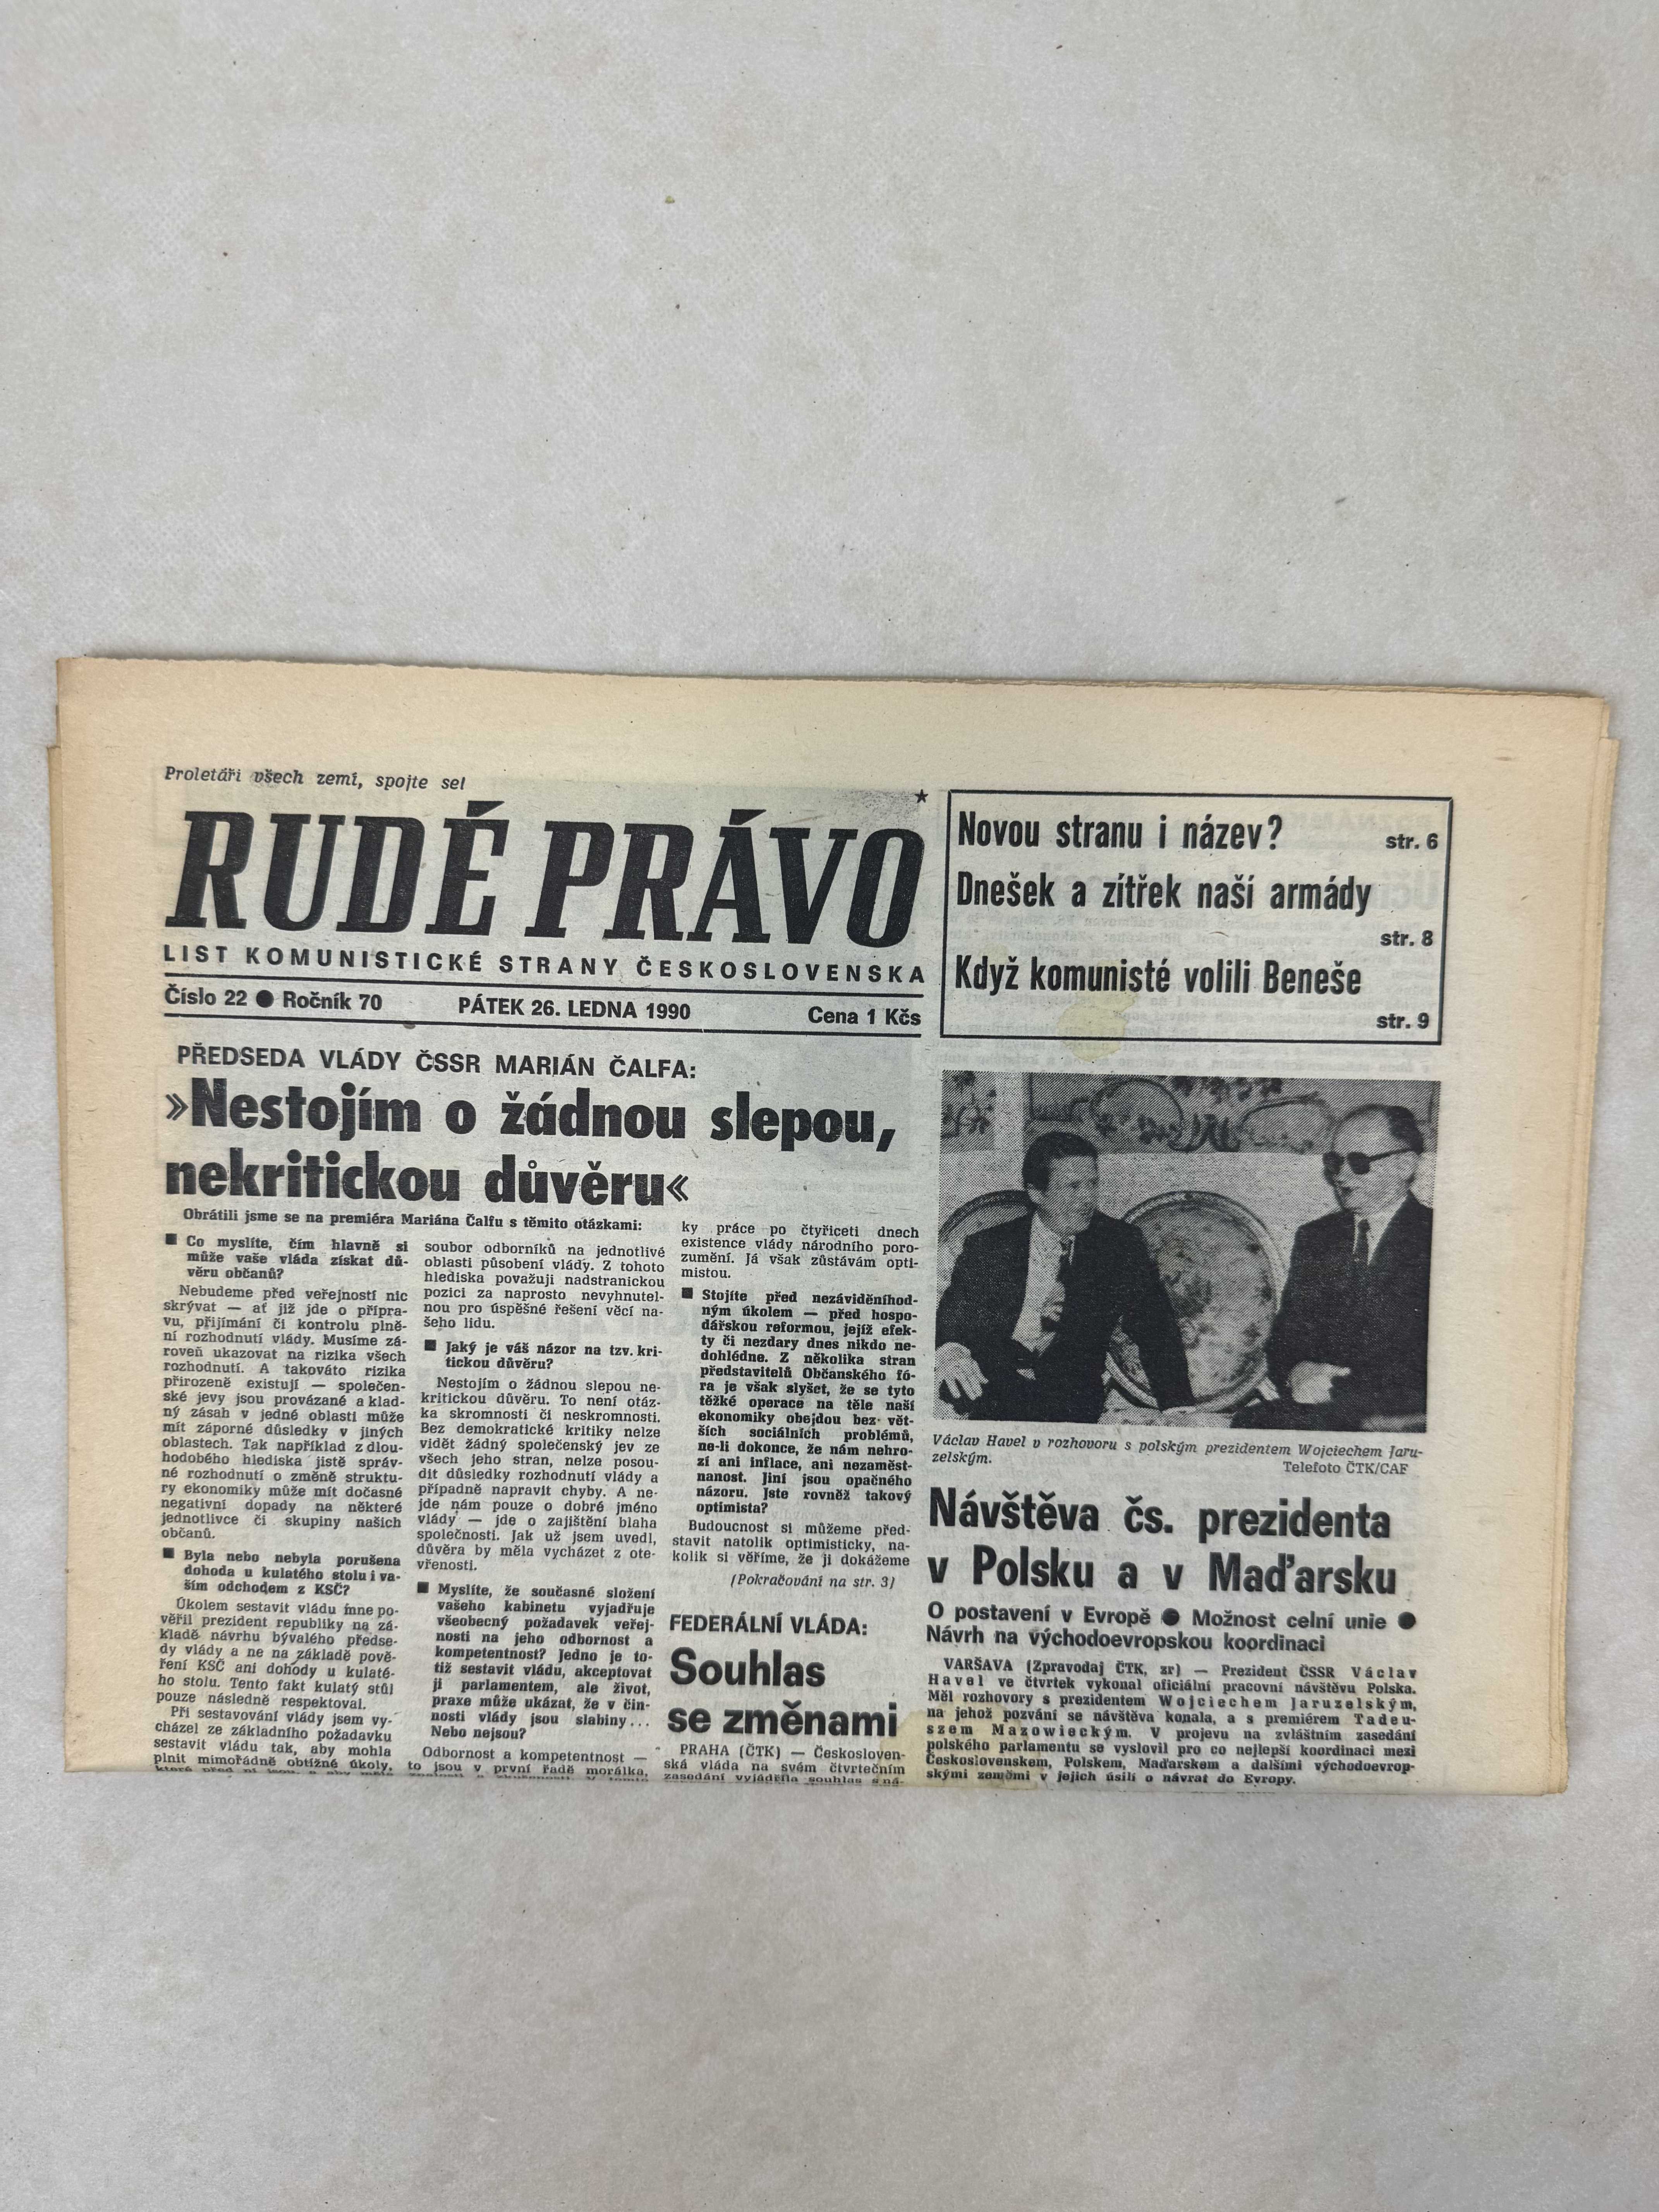 Proletáři všech zemí, spojte se!
RUDÉ PRÁVO
LIST KOMUNISTICKÉ STRANY ČESKOSLOVENSKA
Číslo 22 ● Ročník 70 PÁTEK 26. LEDNA 1990 Cena 1 Kčs
Novou stranu i název?
str. 6
Dnešek a zítřek naší armády
str. 8
Když komunisté volili Beneše
str. 9
PŘEDSEDA VLÁDY ČSSR MARIÁN ČALFA:
»Nestojím o žádnou slepou,
nekritickou důvěru«
Obrátili jsme se na premiéra Mariána Čalfu s těmito otázkami:
■ Co myslíte, čím hlavně si
může vaše vláda získat dů-
věru občanů?
Nebudeme před veřejností nic
skrývat — ať již jde o přípra-
vu, přijímání či kontrolu plně-
ní rozhodnutí vlády. Musíme zá-
roveň ukazovat na rizika všech
rozhodnutí. A takováto rizika
přirozeně existují — společen-
ské jevy jsou provázané a klad-
ný zásah v jedné oblasti může
mít záporné důsledky v jiných
oblastech. Tak například z dlou-
hodobého hlediska jistě správ-
né rozhodnutí o změně struktu-
ry ekonomiky může mít dočasné
negativní dopady na některé
jednotlivce či skupiny našich
občanů.
■ Byla nebo nebyla porušena
dohoda u kulatého stolu i va-
ším odchodem z KSČ?
Úkolem sestavit vládu mne po-
věřil prezident republiky na zá-
kladě návrhu bývalého předse-
dy vlády a ne na základě pově-
ření KSČ ani dohody u kulaté-
ho stolu. Tento fakt kulatý stůl
pouze následně respektoval.
Při sestavování vlády jsem vy-
cházel ze základního požadavku
sestavit vládu tak, aby mohla
plnit mimořádně obtížné úkoly,
soubor odborníků na jednotlivé
oblasti působení vlády. Z tohoto
hlediska považuji nadstranickou
pozici za naprosto nevyhnutel-
nou pro úspěšné řešení věcí na-
šeho lidu.
■ Jaký je váš názor na tzv. kri-
tickou důvěru?
Nestojím o žádnou slepou ne-
kritickou důvěru. To není otáz-
ka skromnosti či neskromnosti.
Bez demokratické kritiky nelze
vidět žádný společenský jev ze
všech jeho stran, nelze posou-
dit důsledky rozhodnutí vlády a
případně napravit chyby. A ne-
jde nám pouze o dobré jméno
vlády — jde o zajištění blaha
společnosti. Jak už jsem uvedl,
důvěra by měla vycházet z ote-
vřenosti.
■ Myslíte, že současné složení
vašeho kabinetu vyjadřuje
všeobecný požadavek veřej-
nosti na jeho odbornost a
kompetentnost? Jedno je to-
tiž sestavit vládu, akceptovat
ji parlamentem, ale život,
praxe může ukázat, že v čin-
nosti vlády jsou slabiny...
Nebo nejsou?
Odbornost a kompetentnost —
to jsou v první řadě morálka,
ky práce po čtyřiceti dnech
existence vlády národního poro-
zumění. Já však zůstávám opti-
mistou.
■ Stojíte před nezáviděníhod-
ným úkolem — před hospo-
dářskou reformou, jejíž efek-
ty či nezdary dnes nikdo ne-
dohlédne. Z několika stran
představitelů Občanského fó-
ra je však slyšet, že se tyto
těžké operace na těle naší
ekonomiky obejdou bez vět-
ších sociálních problémů,
ne-li dokonce, že nám nehro-
zí ani inflace, ani nezaměst-
nanost. Jiní jsou opačného
názoru. Jste rovněž takový
optimista?
Budoucnost si můžeme před-
stavit natolik optimisticky, na-
kolik si věříme, že ji dokážeme
(Pokračování na str. 3)
FEDERÁLNÍ VLÁDA:
Souhlas
se změnami
PRAHA (ČTK) — Českosloven-
ská vláda na svém čtvrtečním
zasedání vyjádřila souhlas s ná-
Václav Havel v rozhovoru s polským prezidentem Wojciechem Jaru-
zelským.
Telefoto ČTK/CAF
Návštěva čs. prezidenta
v Polsku a v Maďarsku
O postavení v Evropě ● Možnost celní unie ●
Návrh na východoevropskou koordinaci
VARŠAVA (Zpravodaj ČTK, zr) — Prezident ČSSR Václav
Havel ve čtvrtek vykonal oficiální pracovní návštěvu Polska.
Měl rozhovory s prezidentem Wojciechem Jaruzelským,
na jehož pozvání se návštěva konala, a s premiérem Tadeu-
szem Mazowieckým. V projevu na zvláštním zasedání
polského parlamentu se vyslovil pro co nejlepší koordinaci mezi
Československem, Polskem, Maďarskem a dalšími východoevrop-
skými zeměmi v jejich úsilí o návrat do Evropy.